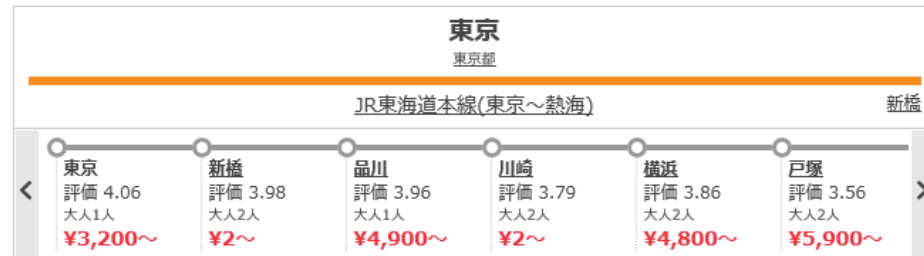 東京
東京都
JR東海道本線(東京～熱海)
新橋
東京
評価 4.06
大人1人
¥3,200～
新橋
評価 3.98
大人2人
¥2～
品川
評価 3.96
大人1人
¥4,900～
川崎
評価 3.79
大人2人
¥2～
横浜
評価 3.86
大人2人
¥4,800～
戸塚
評価 3.56
大人2人
¥5,900～